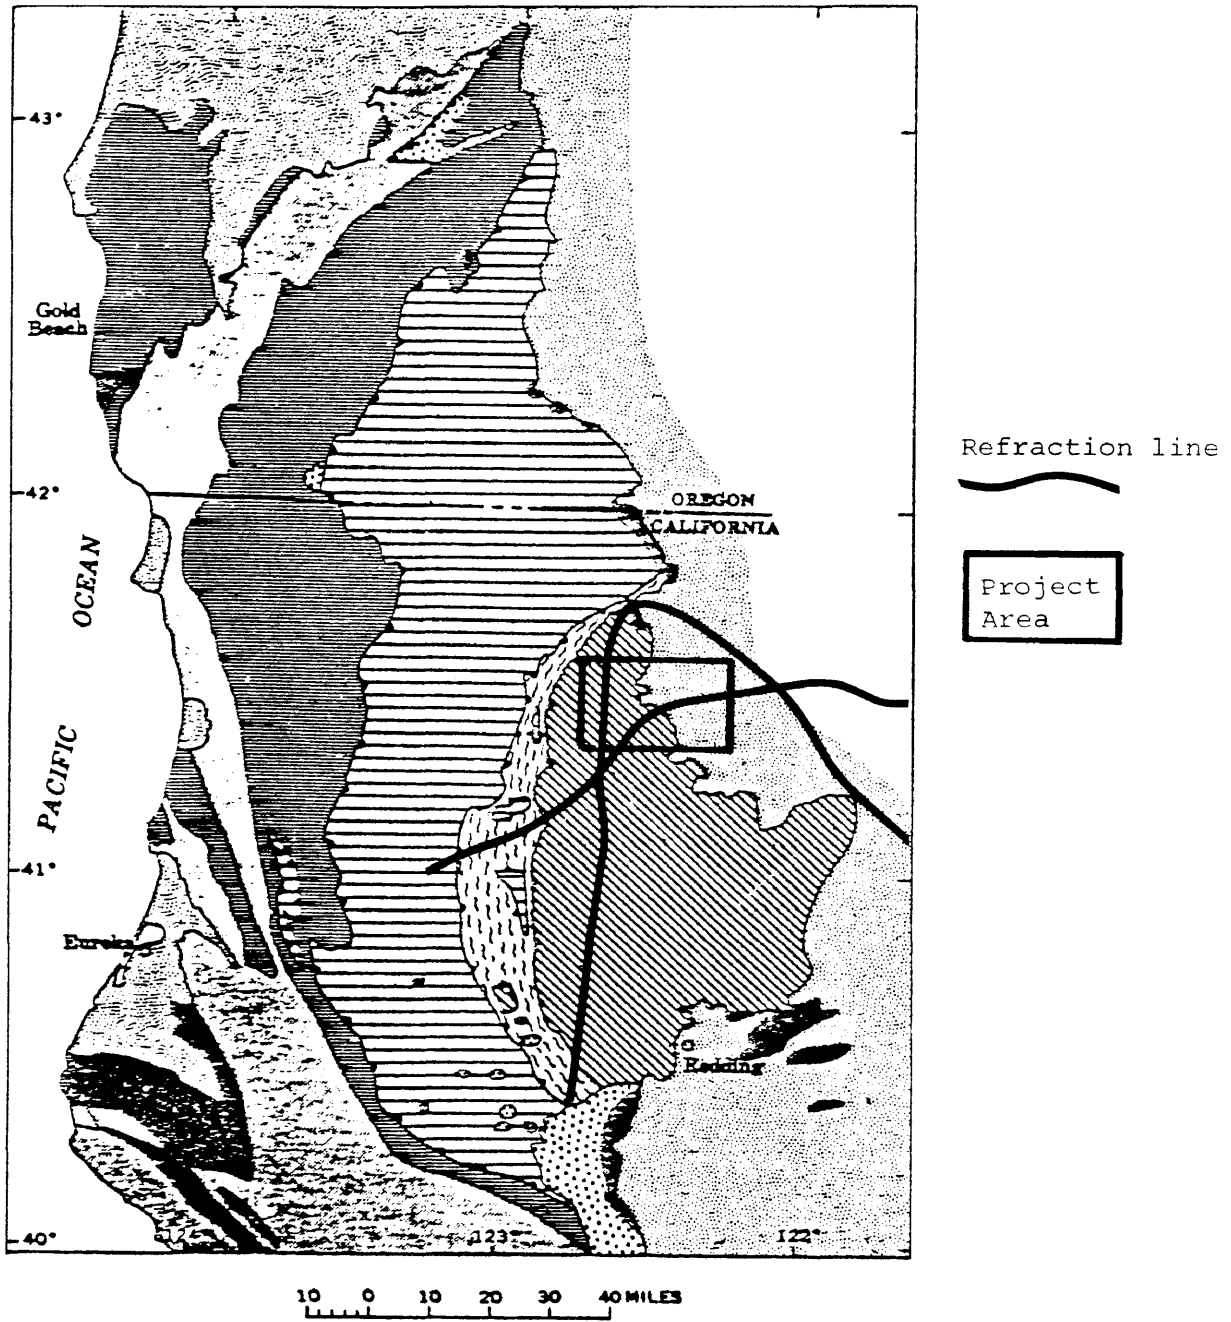 43°
Gold
Beach
Refraction line
42°
OREGON
CALIFORNIA
OCEAN
Project
Area
PACIFIC
41°
Eureka
Redding
40°
123°
122°
10 0 10 20 30 40 MILES